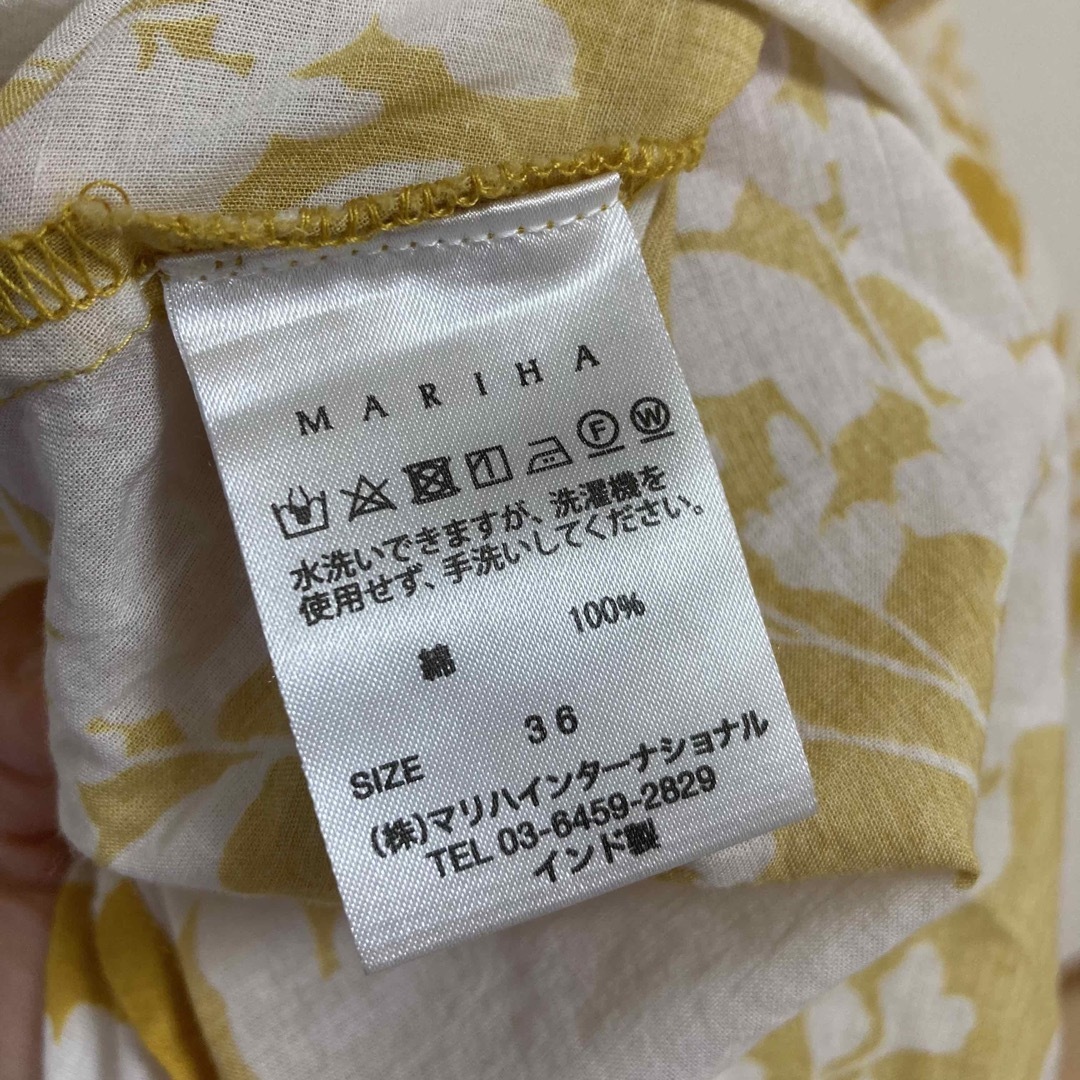 MARIHA
F W
水洗いできますが、洗濯機を
使用せず、手洗いしてください。
綿 100%
SIZE 36
(株)マリハインターナショナル
TEL 03-6459-2829
インド製